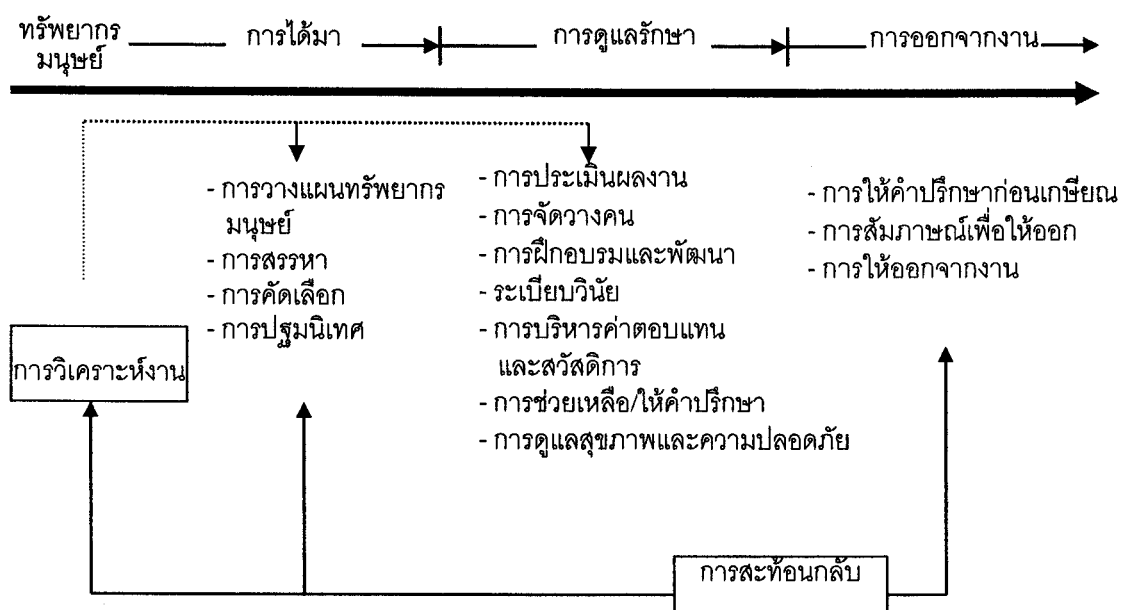 ทรัพยากร
มนุษย์
การได้มา
การดูแลรักษา
การออกจากงาน
- การวางแผนทรัพยากร
มนุษย์
- การสรรหา
- การคัดเลือก
- การปฐมนิเทศ
- การประเมินผลงาน
- การจัดวางคน
- การฝึกอบรมและพัฒนา
- ระเบียบวินัย
- การบริหารค่าตอบแทน
และสวัสดิการ
- การช่วยเหลือ/ให้คำปรึกษา
- การดูแลสุขภาพและความปลอดภัย
- การให้คำปรึกษาก่อนเกษียณ
- การสัมภาษณ์เพื่อให้ออก
- การให้ออกจากงาน
การวิเคราะห์งาน
การสะท้อนกลับ